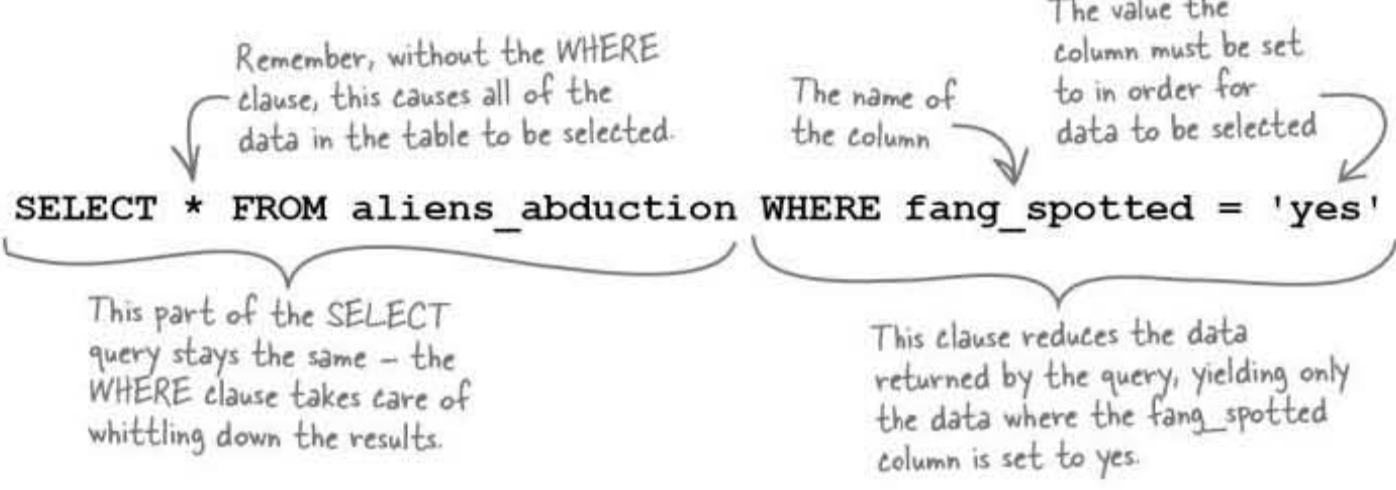 Remember, without the WHERE
clause, this causes all of the
data in the table to be selected.
The name of
the column
The value the
column must be set
to in order for
data to be selected
SELECT * FROM aliens_abduction WHERE fang_spotted = 'yes'
This part of the SELECT
query stays the same – the
WHERE clause takes care of
whittling down the results.
This clause reduces the data
returned by the query, yielding only
the data where the fang_spotted
column is set to yes.